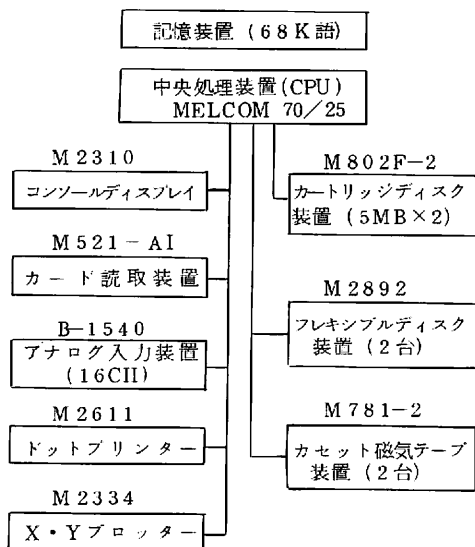 記憶装置(68K語)
中央処理装置(CPU)
MELCOM 70/25
M2310
コンソールディスプレイ
M521-AI
カード読取装置
B-1540
アナログ入力装置
(16CH)
M2611
ドットプリンター
M2334
X・Yプロッター
M802F-2
カートリッジディスク
装置(5MB×2)
M2892
フレキシブルディスク
装置(2台)
M781-2
カセット磁気テープ
装置(2台)